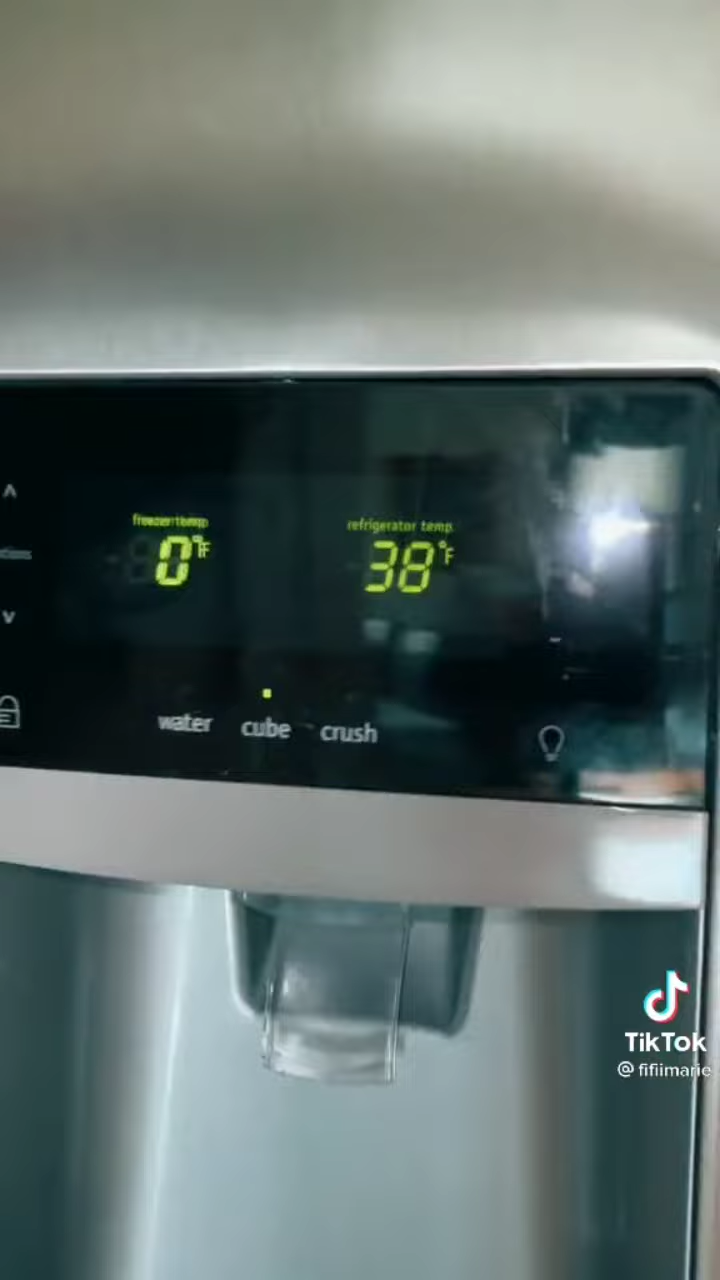 freezer temp
0°F
refrigerator temp
38°F
water
cube
crush
TikTok
@fifiimarie